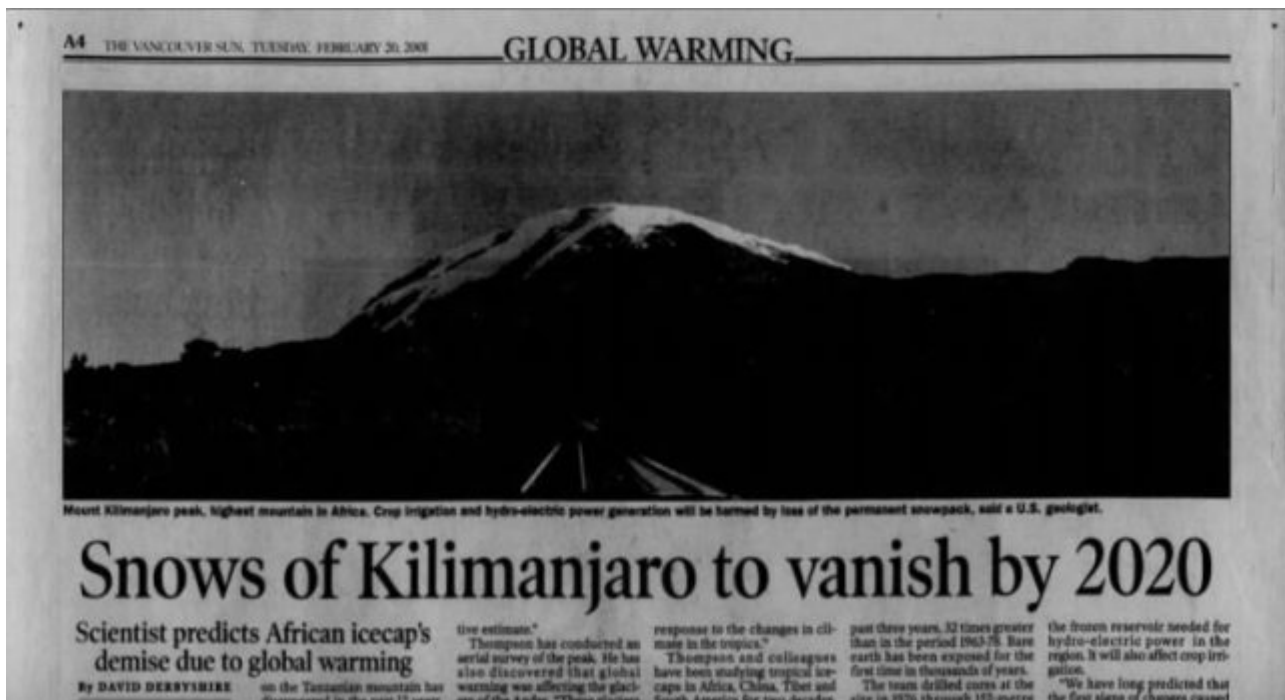 A4 THE VANCOUVER SUN, TUESDAY, FEBRUARY 20, 2001
GLOBAL WARMING
Mount Kilimanjaro peak, highest mountain in Africa. Crop irrigation and hydro-electric power generation will be harmed by loss of the permanent snowpack, said a U.S. geologist.
Snows of Kilimanjaro to vanish by 2020
Scientist predicts African icecap's
demise due to global warming
By DAVID DERBYSHIRE
on the Tanzanian mountain has
tive estimate."
Thompson has conducted an
aerial survey of the peak. He has
also discovered that global
warming was affecting the glaci-
response to the changes in cli-
mate in the tropics."
Thompson and colleagues
have been studying tropical ice-
caps in Africa, China, Tibet and
past three years, 32 times greater
than in the period 1963-78. Bare
earth has been exposed for the
first time in thousands of years.
The team drilled cores at the
the frozen reservoir needed for
hydro-electric power in the
region. It will also affect crop irri-
gation.
"We have long predicted that